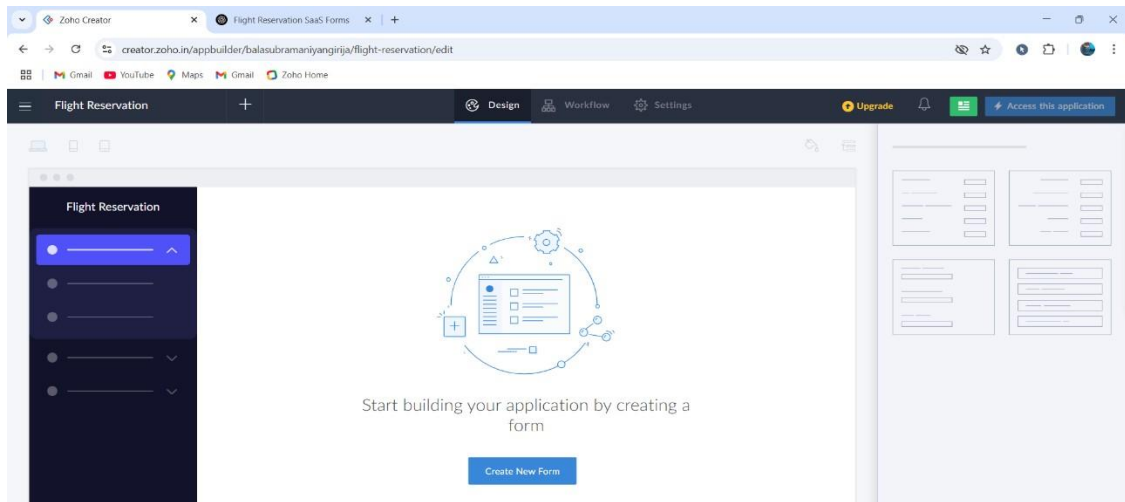 Zoho Creator
Flight Reservation SaaS Forms
creator.zoho.in/appbuilder/balasubramaniyangirija/flight-reservation/edit
Gmail YouTube Maps Gmail Zoho Home
Flight Reservation
Design Workflow Settings
Upgrade
Access this application
Flight Reservation
Start building your application by creating a
form
Create New Form